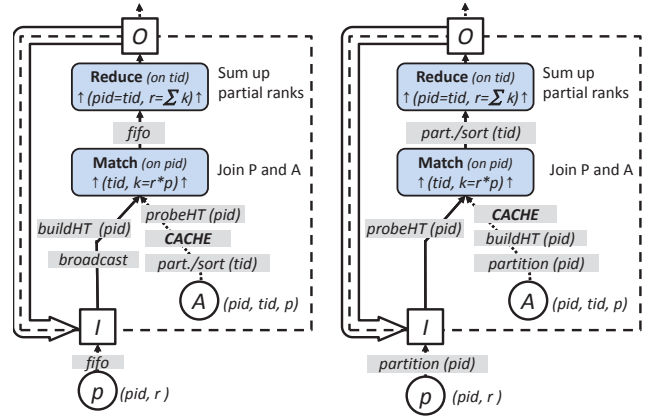 O
Reduce (on tid)
↑(pid=tid, r=∑ k)↑
Sum up
partial ranks
fifo
Match (on pid)
↑(tid, k=r*p)↑
Join P and A
probeHT (pid)
buildHT (pid)
CACHE
broadcast
part./sort (tid)
A
(pid, tid, p)
I
fifo
p
(pid, r )
O
Reduce (on tid)
↑(pid=tid, r=∑ k)↑
Sum up
partial ranks
part./sort (tid)
Match (on pid)
↑(tid, k=r*p)↑
Join P and A
CACHE
probeHT (pid)
buildHT (pid)
partition (pid)
A
(pid, tid, p)
I
partition (pid)
p
(pid, r )